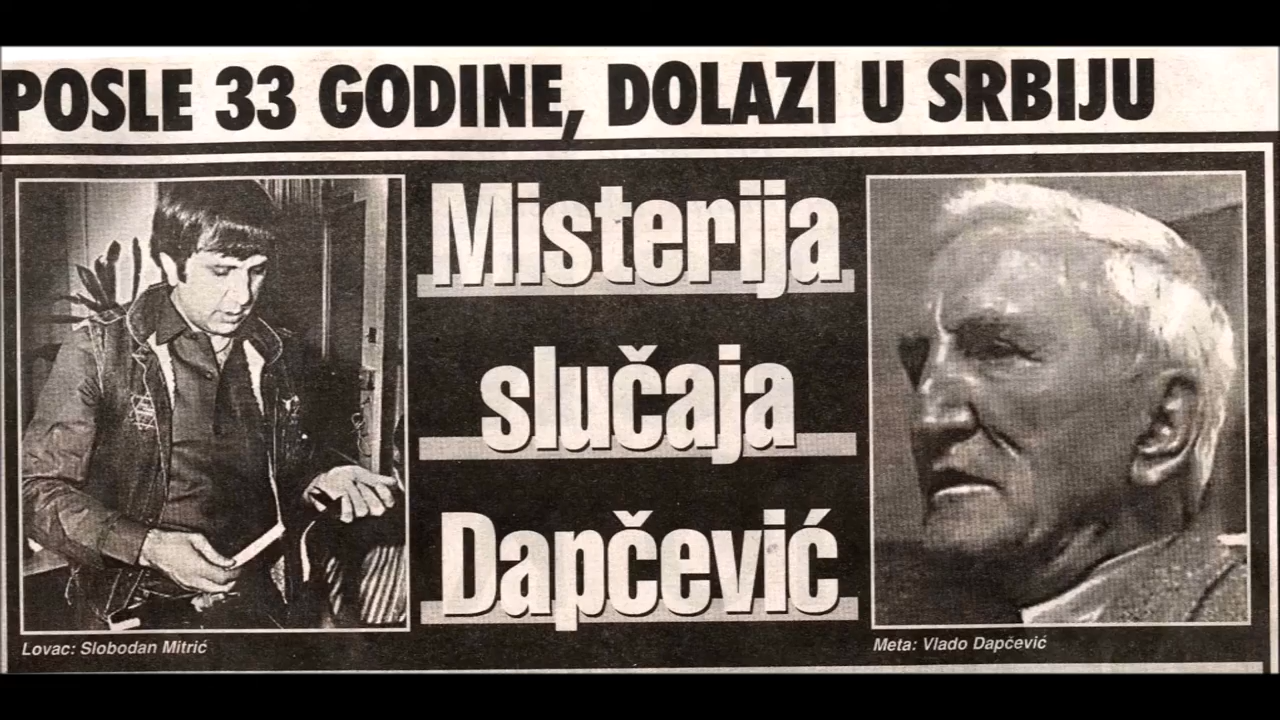 POSLE 33 GODINE, DOLAZI U SRBIJU
Misterija
slučaja
Dapčević
Lovac: Slobodan Mitrić
Meta: Vlado Dapčević